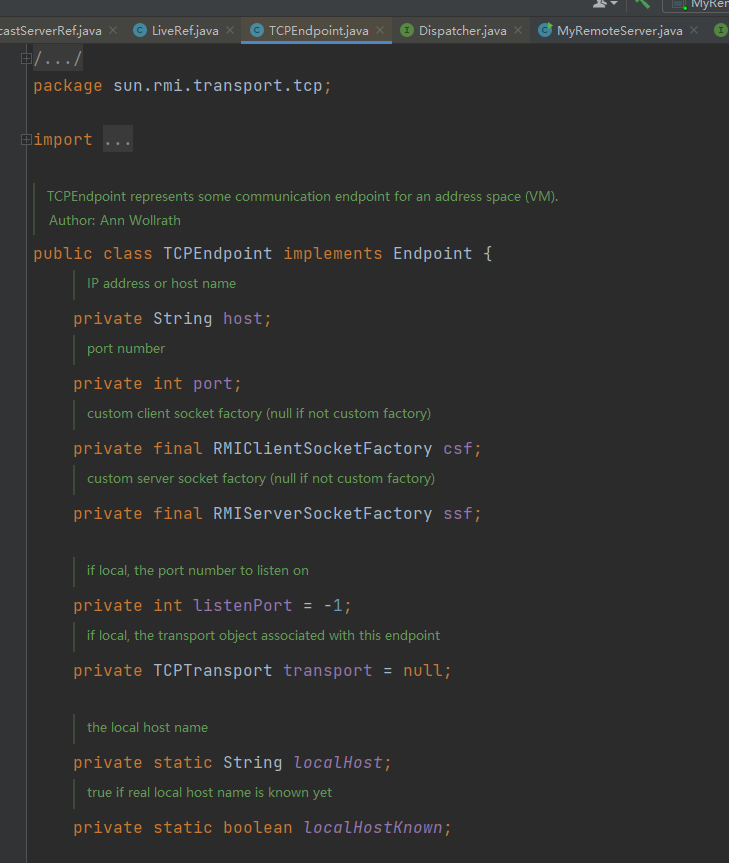 MyRem
castServerRef.java
LiveRef.java
TCPEndpoint.java
Dispatcher.java
MyRemoteServer.java
/.../
package sun.rmi.transport.tcp;
import ...
TCPEndpoint represents some communication endpoint for an address space (VM).
Author: Ann Wollrath
public class TCPEndpoint implements Endpoint {
IP address or host name
private String host;
port number
private int port;
custom client socket factory (null if not custom factory)
private final RMIClientSocketFactory csf;
custom server socket factory (null if not custom factory)
private final RMIServerSocketFactory ssf;
if local, the port number to listen on
private int listenPort = -1;
if local, the transport object associated with this endpoint
private TCPTransport transport = null;
the local host name
private static String localHost;
true if real local host name is known yet
private static boolean localHostKnown;